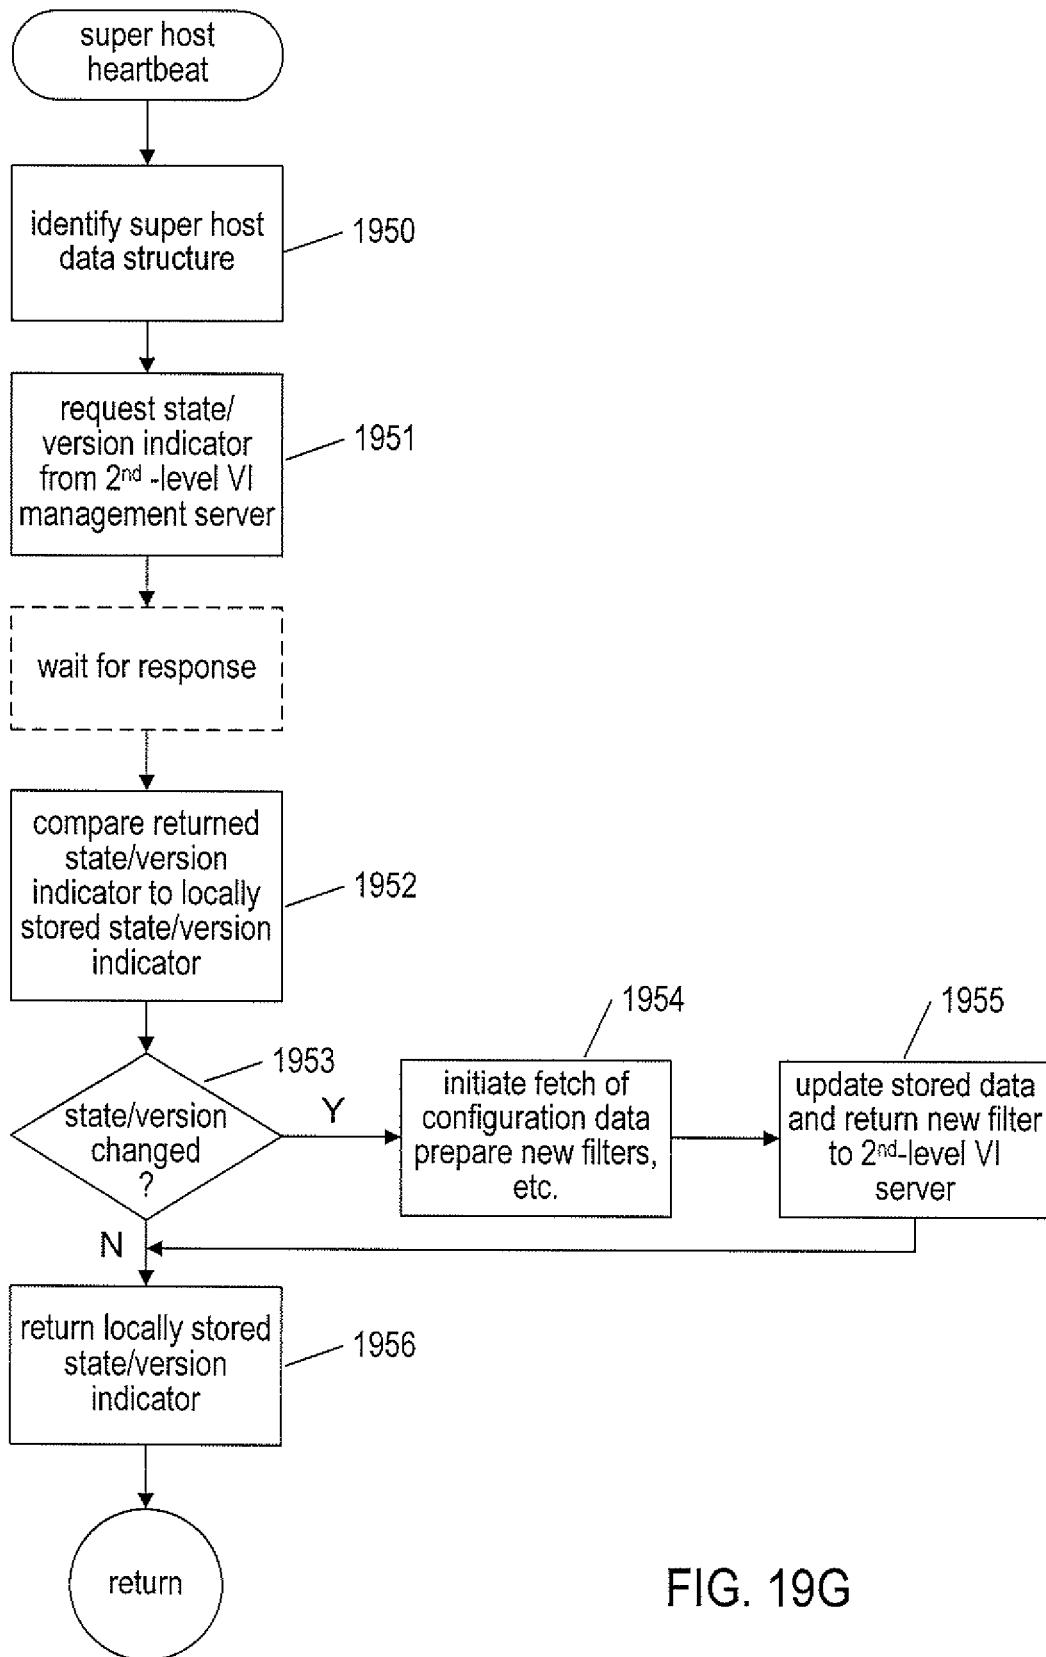 super host
heartbeat
identify super host
data structure
1950
request state/
version indicator
from 2nd -level VI
management server
1951
wait for response
compare returned
state/version
indicator to locally
stored state/version
indicator
1952
state/version
changed
?
1953
Y
initiate fetch of
configuration data
prepare new filters,
etc.
1954
update stored data
and return new filter
to 2nd-level VI
server
1955
N
return locally stored
state/version
indicator
1956
return
FIG. 19G